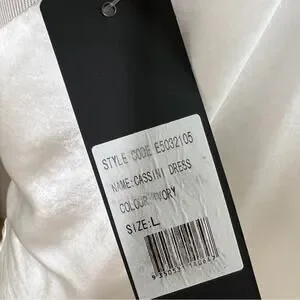 STYLE CODE E5032105
NAME:CASSINI DRESS
COLOUR:IVORY
SIZE:L